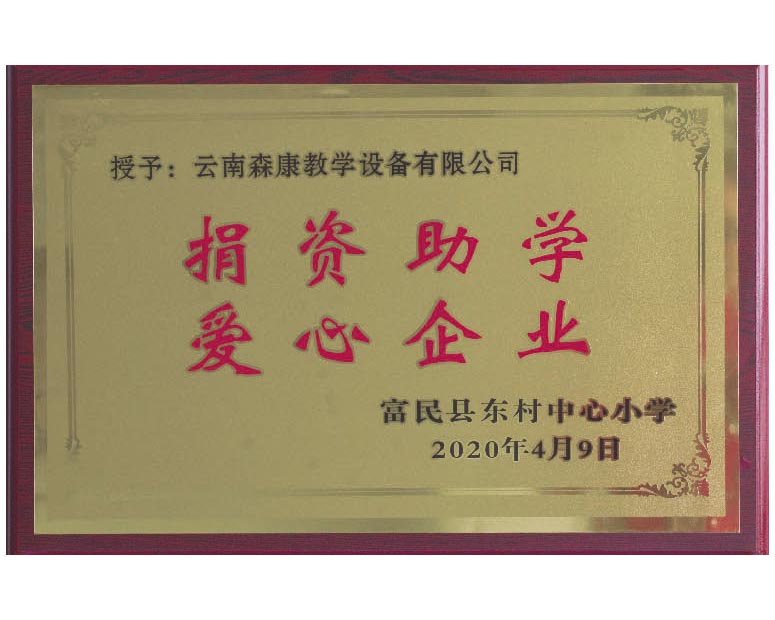 授予：云南森康教学设备有限公司
捐资助学
爱心企业
富民县东村中心小学
2020年4月9日